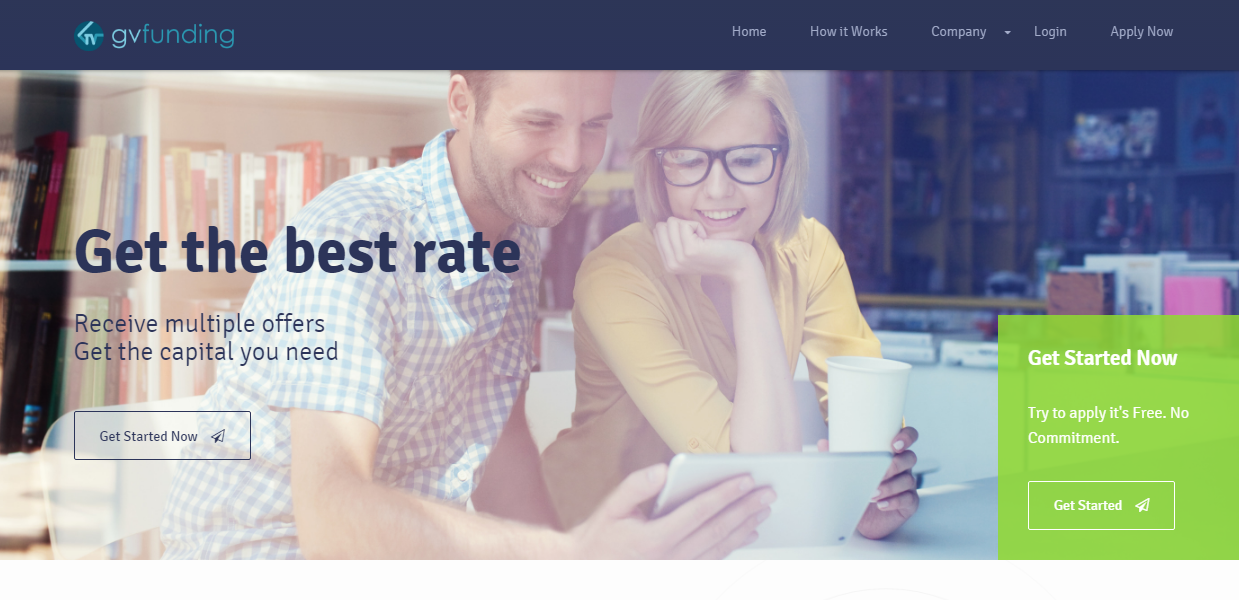 gvfunding
Home
How it Works
Company
Login
Apply Now
Get the best rate
Receive multiple offers
Get the capital you need
Get Started Now
Get Started Now
Try to apply it's Free. No
Commitment.
Get Started